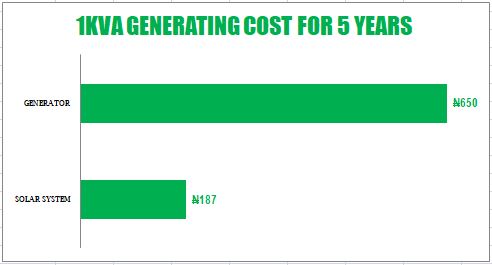 1KVA GENERATING COST FOR 5 YEARS
GENERATOR
₦650
SOLAR SYSTEM
₦187